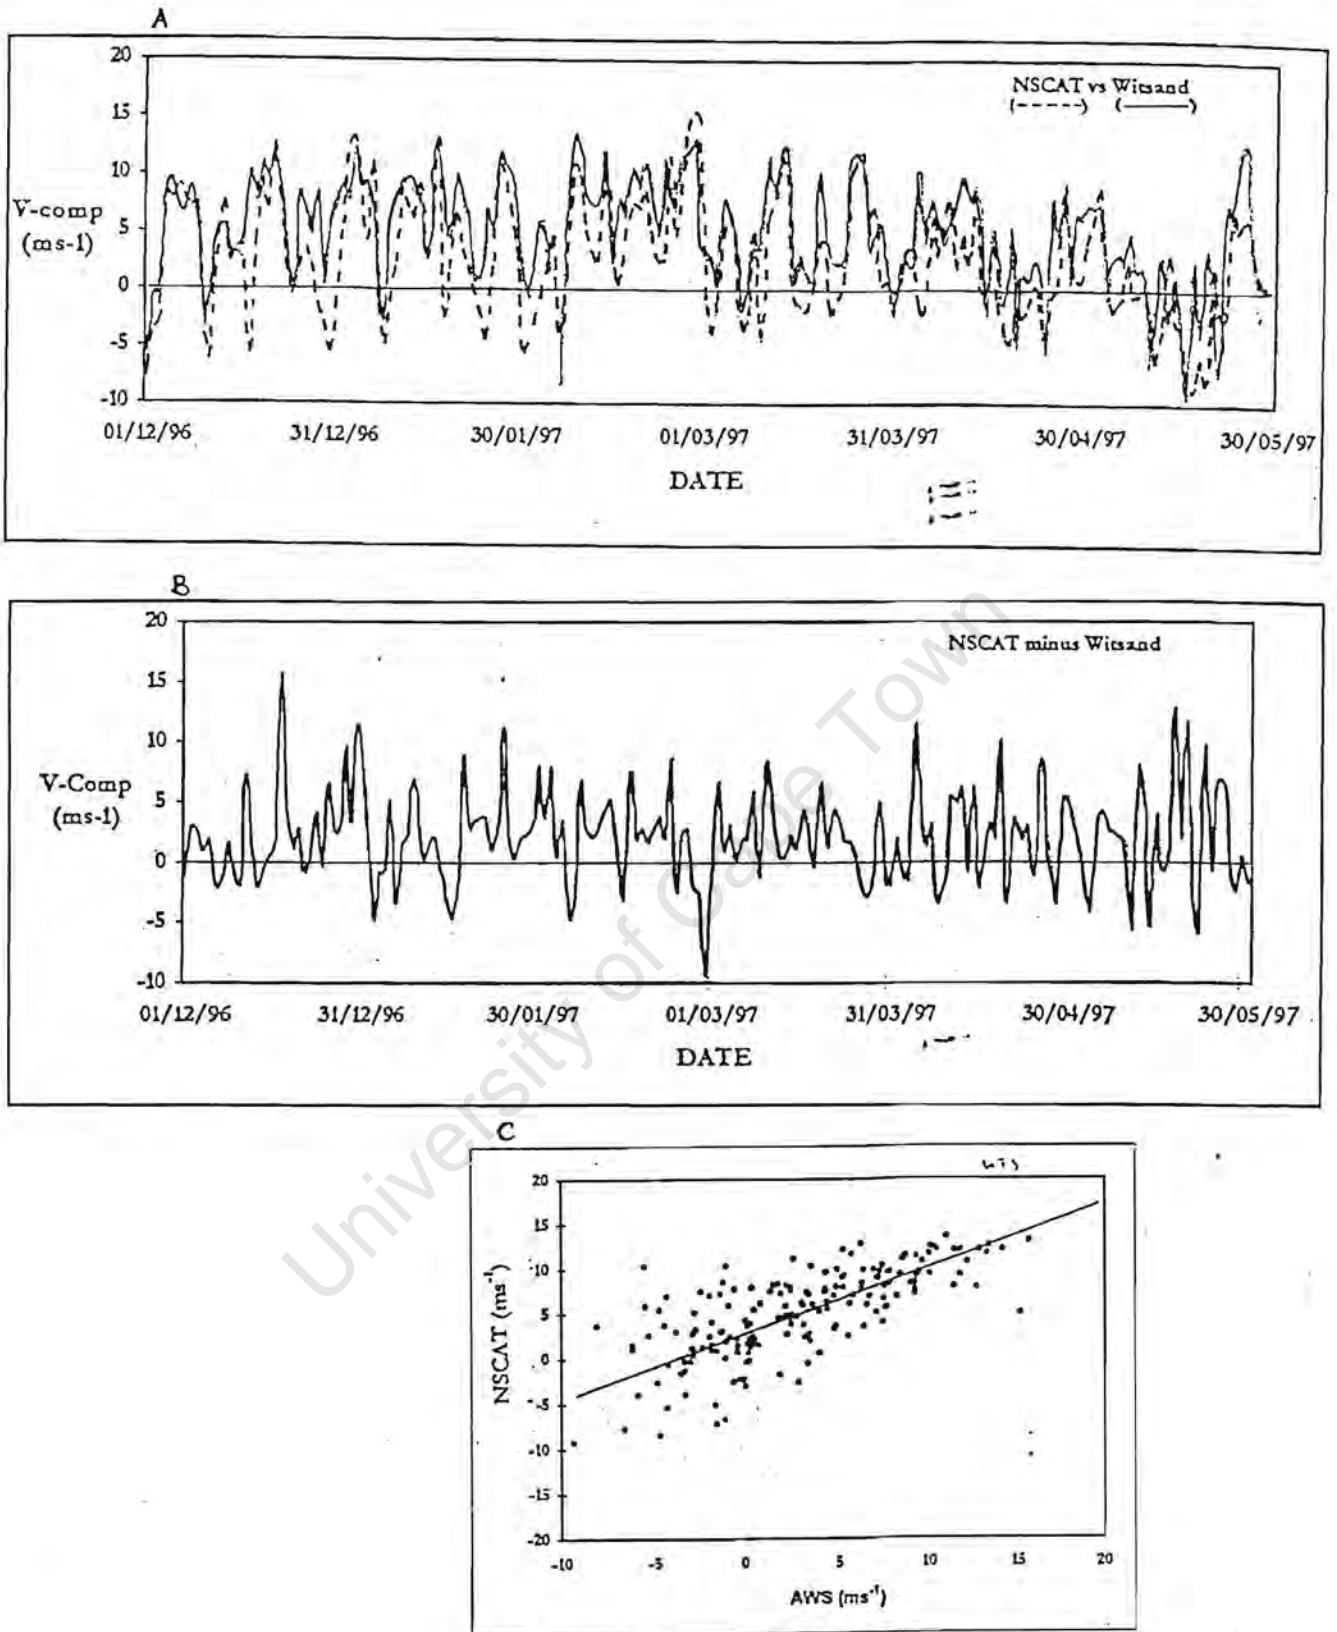 A
20
15
10
5
0
-5
-10
V-comp
(ms-1)
NSCAT vs Witsand
(-----) (———)
01/12/96 31/12/96 30/01/97 01/03/97 31/03/97 30/04/97 30/05/97
DATE
B
20
15
10
5
0
-5
-10
V-Comp
(ms-1)
NSCAT minus Witsand
01/12/96 31/12/96 30/01/97 01/03/97 31/03/97 30/04/97 30/05/97
DATE
C
20
15
10
5
0
-5
-10
-15
-20
NSCAT (ms⁻¹)
-10 -5 0 5 10 15 20
AWS (ms⁻¹)
University of Cape Town